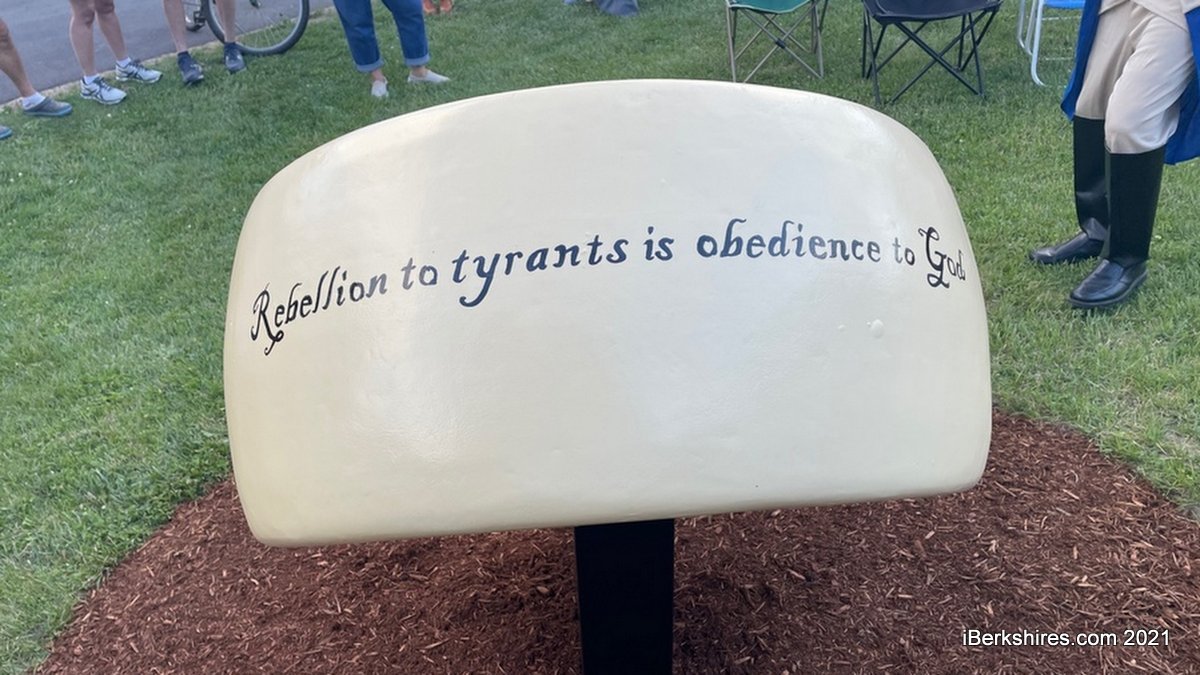 Rebellion to tyrants is obedience to God.
iBerkshires.com 2021